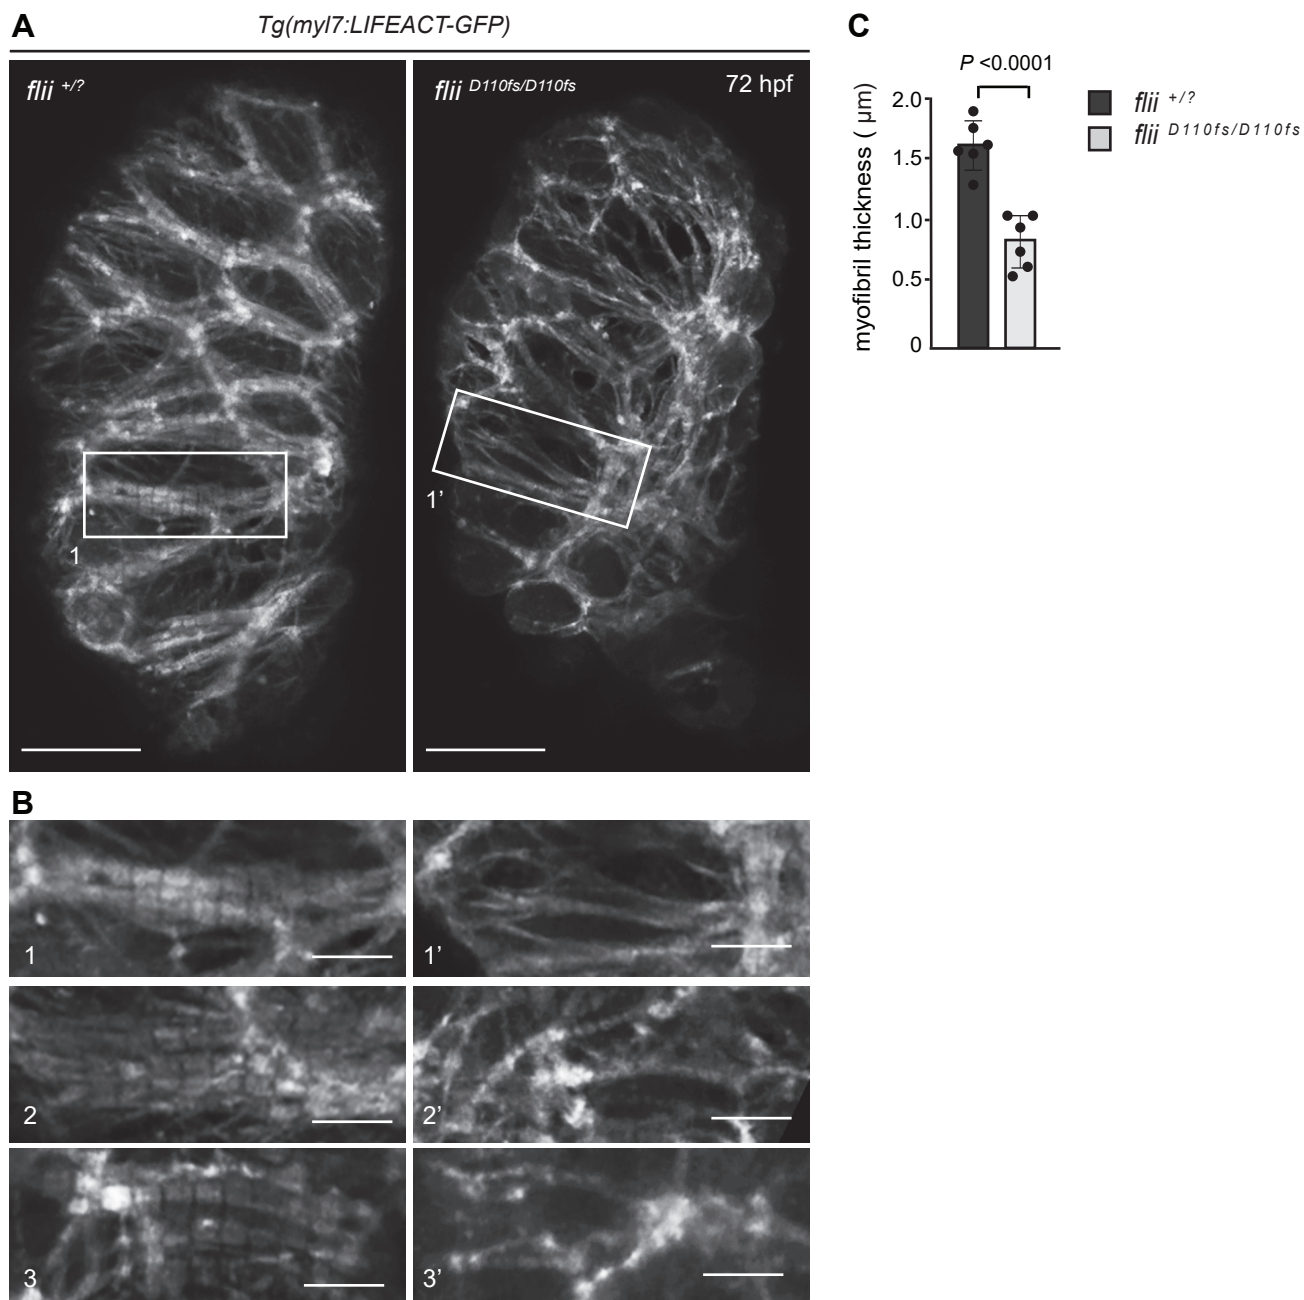 A
Tg(myl7:LIFEACT-GFP)
flii +/?
flii D110fs/D110fs
72 hpf
1
1’
B
1
1’
2
2’
3
3’
C
P <0.0001
myofibril thickness ( μm)
2.0
1.5
1.0
0.5
0
flii +/?
flii D110fs/D110fs